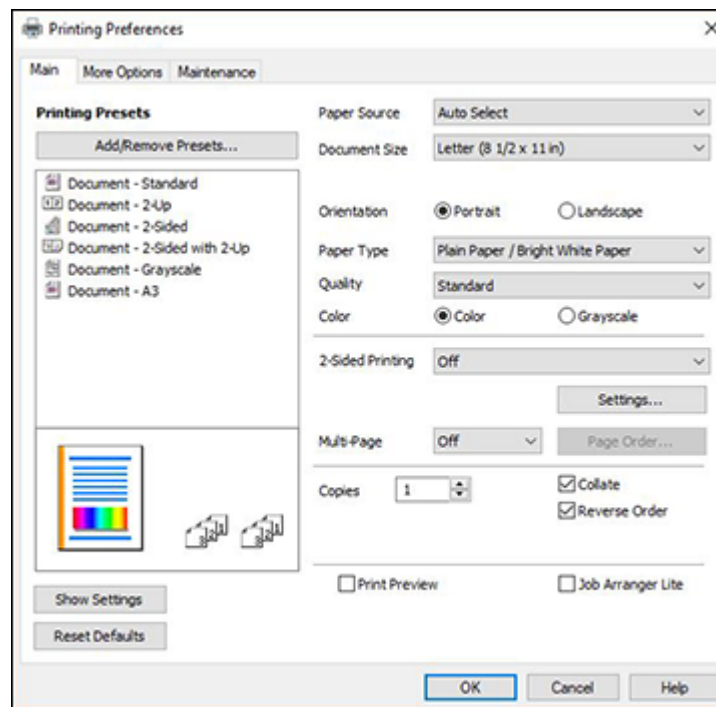 Printing Preferences
Main More Options Maintenance
Printing Presets
Add/Remove Presets...
Document - Standard
Document - 2-Up
Document - 2-Sided
Document - 2-Sided with 2-Up
Document - Grayscale
Document - A3
Show Settings
Reset Defaults
Paper Source Auto Select
Document Size Letter (8 1/2 x 11 in)
Orientation Portrait Landscape
Paper Type Plain Paper / Bright White Paper
Quality Standard
Color Color Grayscale
2-Sided Printing Off
Settings...
Multi-Page Off Page Order...
Copies 1 Collate
Reverse Order
Print Preview Job Arranger Lite
OK Cancel Help